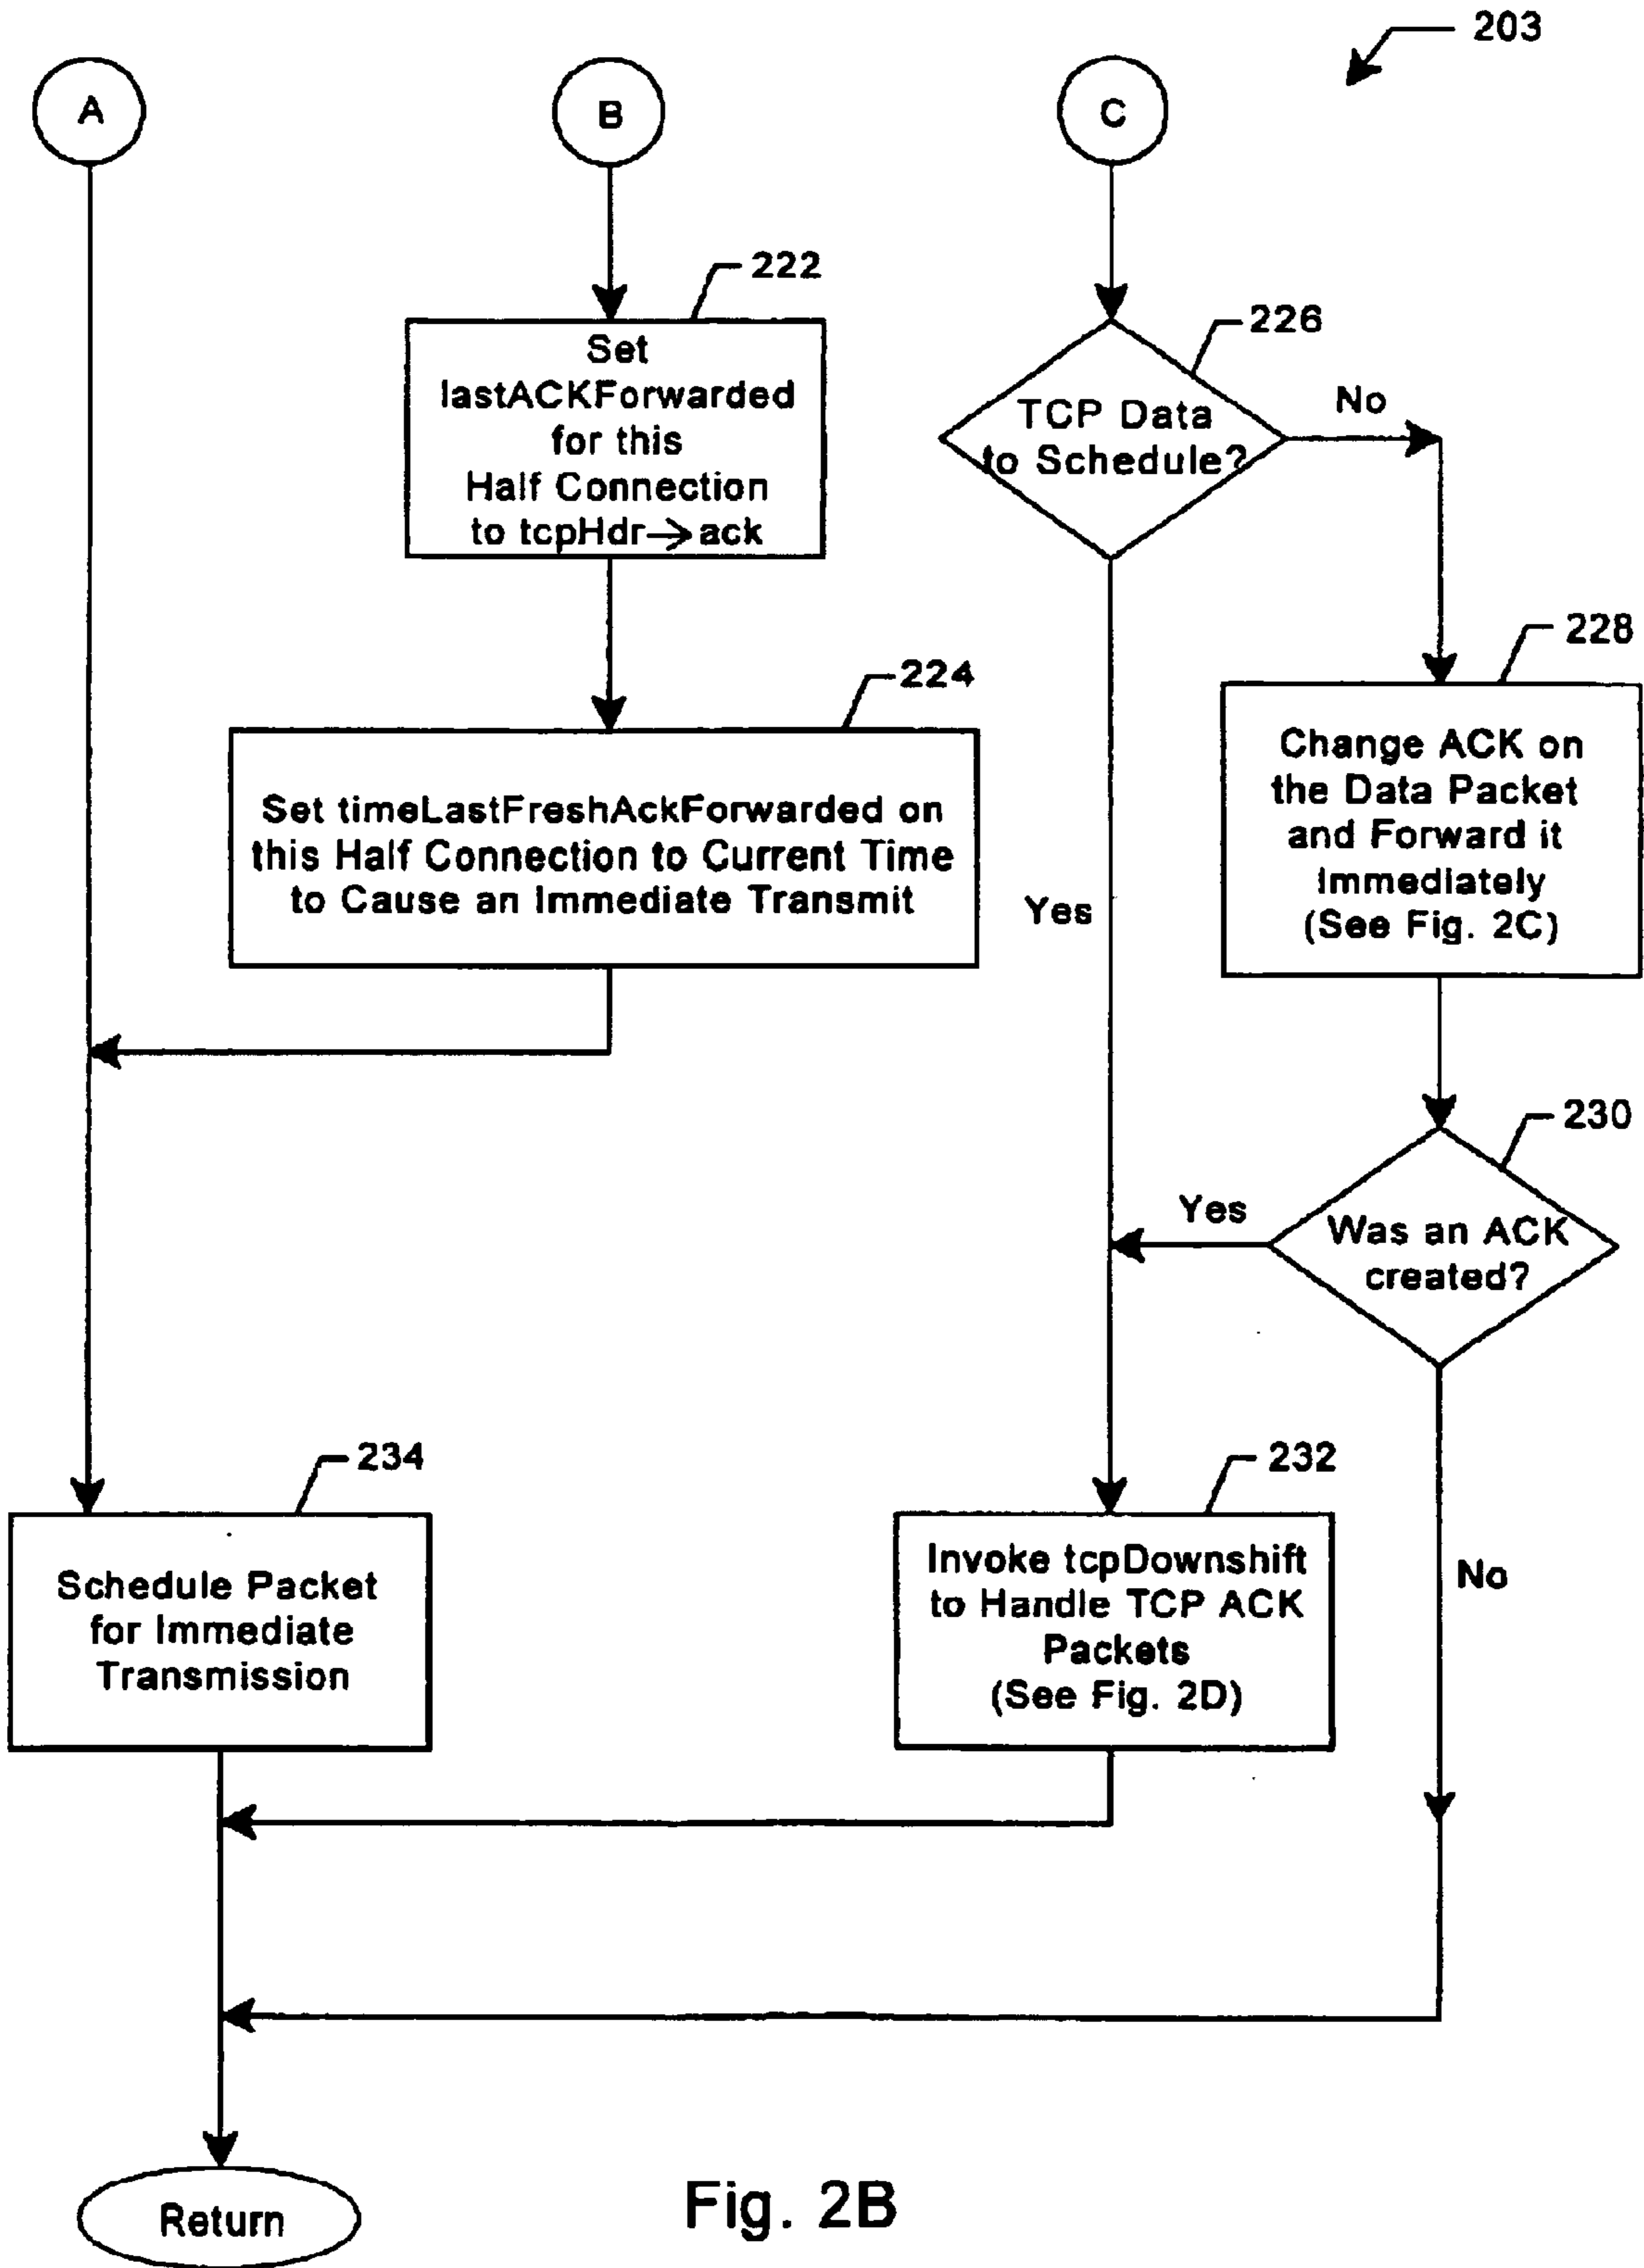 203
A
B
C
222
Set
lastACKForwarded
for this
Half Connection
to tcpHdr→ack
226
TCP Data
to Schedule?
No
Yes
224
Set timeLastFreshAckForwarded on
this Half Connection to Current Time
to Cause an Immediate Transmit
228
Change ACK on
the Data Packet
and Forward it
Immediately
(See Fig. 2C)
230
Was an ACK
created?
Yes
No
234
Schedule Packet
for Immediate
Transmission
232
Invoke tcpDownshift
to Handle TCP ACK
Packets
(See Fig. 2D)
Return
Fig. 2B